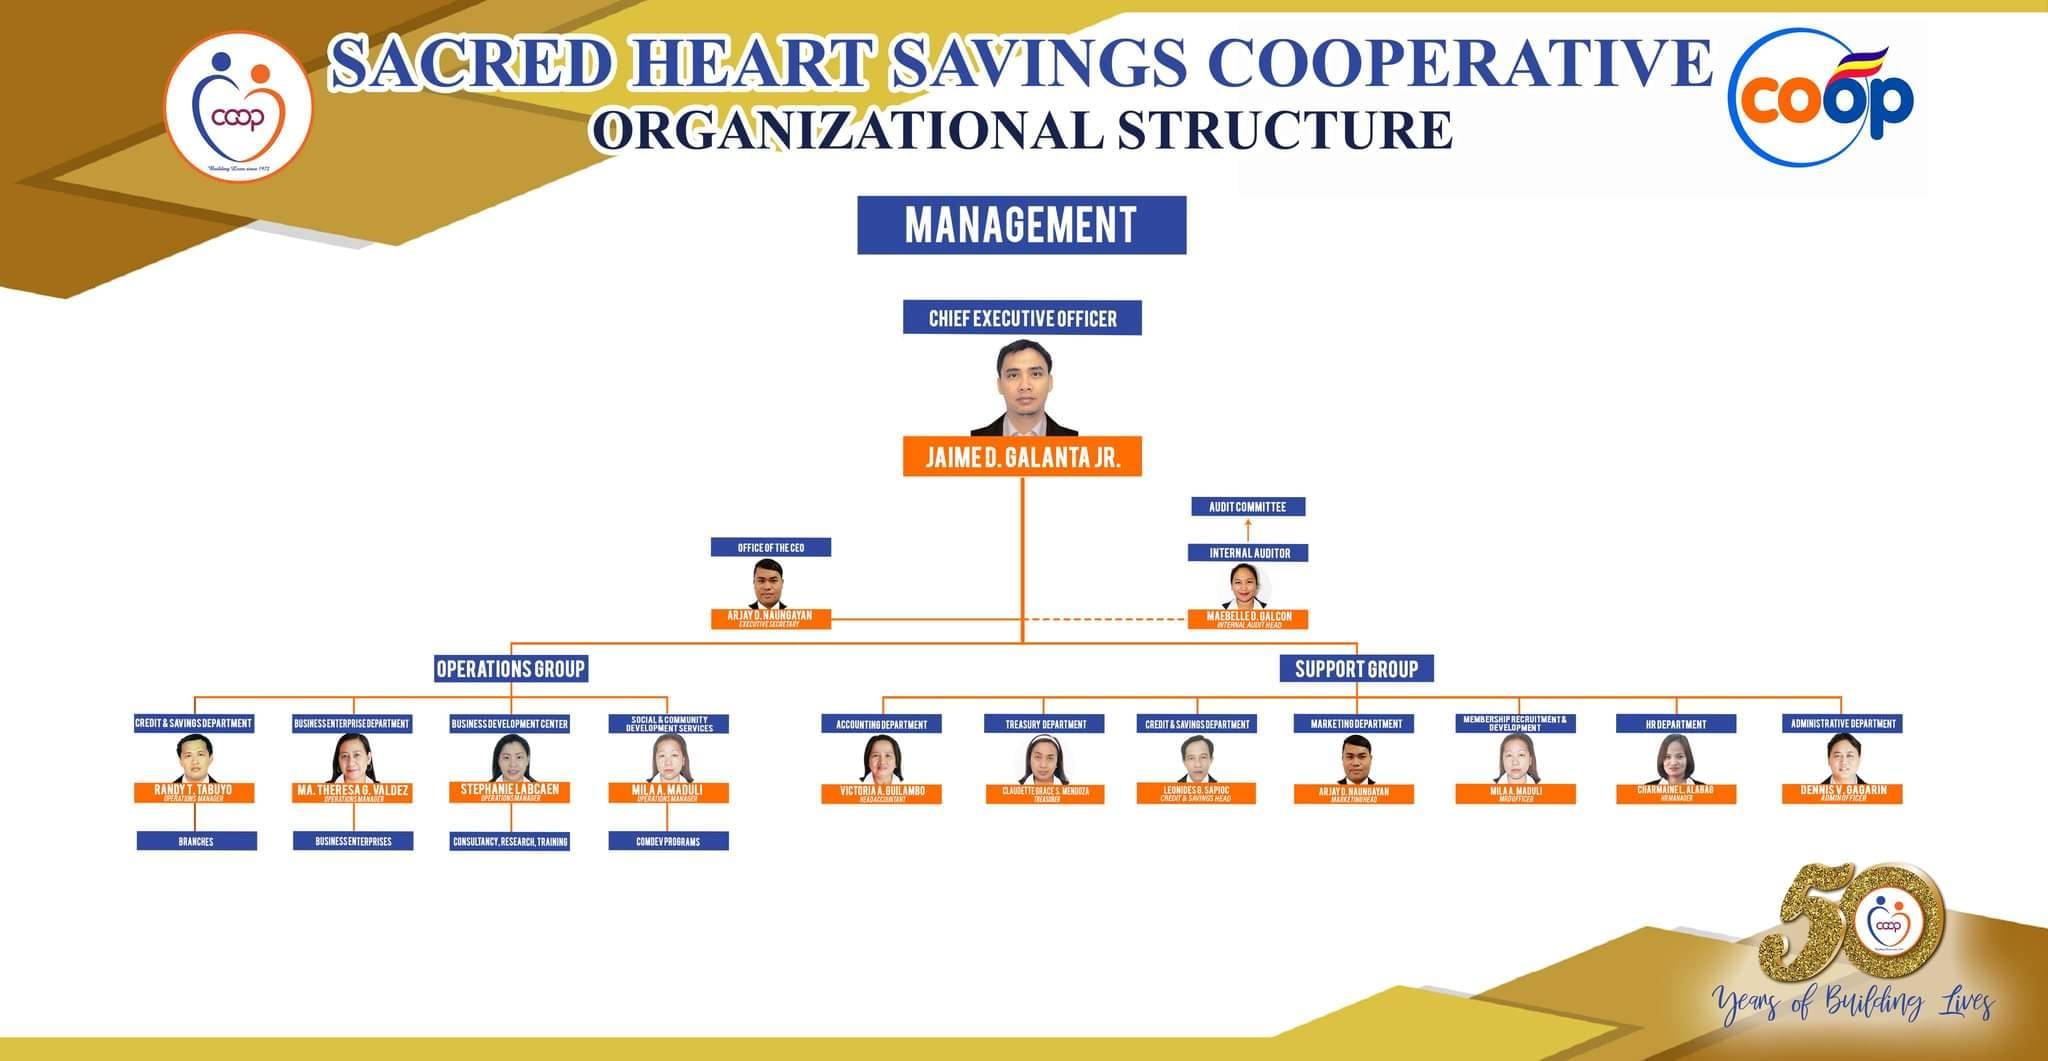 SACRED HEART SAVINGS COOPERATIVE
ORGANIZATIONAL STRUCTURE
coop
Building Lives since 1972
coop
MANAGEMENT
CHIEF EXECUTIVE OFFICER
JAIME D. GALANTA JR.
AUDIT COMMITTEE
OFFICE OF THE CEO
INTERNAL AUDITOR
ARJAY D. NAUNGAYAN
EXECUTIVE SECRETARY
MAEBELLE D. GALCON
INTERNAL AUDIT HEAD
OPERATIONS GROUP
SUPPORT GROUP
CREDIT & SAVINGS DEPARTMENT
RANDY T. TABUYO
OPERATIONS MANAGER
BRANCHES
BUSINESS ENTERPRISE DEPARTMENT
MA. THERESA G. VALDEZ
OPERATIONS MANAGER
BUSINESS ENTERPRISES
BUSINESS DEVELOPMENT CENTER
STEPHANIE LABCAEN
OPERATIONS MANAGER
CONSULTANCY, RESEARCH, TRAINING
SOCIAL & COMMUNITY
DEVELOPMENT SERVICES
MILA A. MADULI
OPERATIONS MANAGER
COMDEV PROGRAMS
ACCOUNTING DEPARTMENT
VICTORIA A. GUILAMBO
HEAD ACCOUNTANT
TREASURY DEPARTMENT
CLAUDETTE GRACE S. MENDOZA
TREASURER
CREDIT & SAVINGS DEPARTMENT
LEONIDES G. SAPIOC
CREDIT & SAVINGS HEAD
MARKETING DEPARTMENT
ARJAY D. NAUNGAYAN
MARKETING HEAD
MEMBERSHIP RECRUITMENT &
DEVELOPMENT
MILA A. MADULI
MRD OFFICER
HR DEPARTMENT
CHARMAINE L. ALABAG
HR MANAGER
ADMINISTRATIVE DEPARTMENT
DENNIS V. GAGARIN
ADMIN OFFICER
50
coop
Years of Building Lives